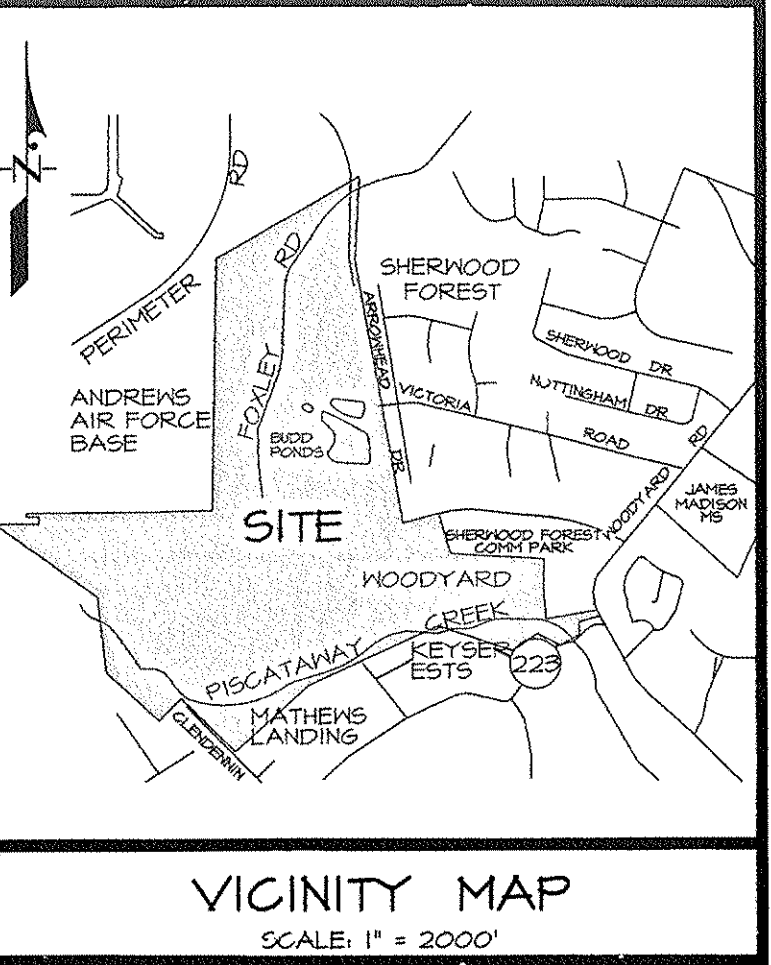 N
RD
PERIMETER
RD
SHERWOOD
FOREST
ARROWHEAD
DR
FOXLEY
ANDREWS
AIR FORCE
BASE
BUDD
PONDS
VICTORIA
ROAD
SHERWOOD DR
NOTTINGHAM DR
WOODYARD
RD
JAMES
MADISON
MS
SITE
SHERWOOD FOREST
COMM PARK
WOODYARD
PISCATAWAY
CREEK
KEYSER
ESTS
223
MATHEWS
LANDING
GLENDENNIN
VICINITY MAP
SCALE: 1" = 2000'